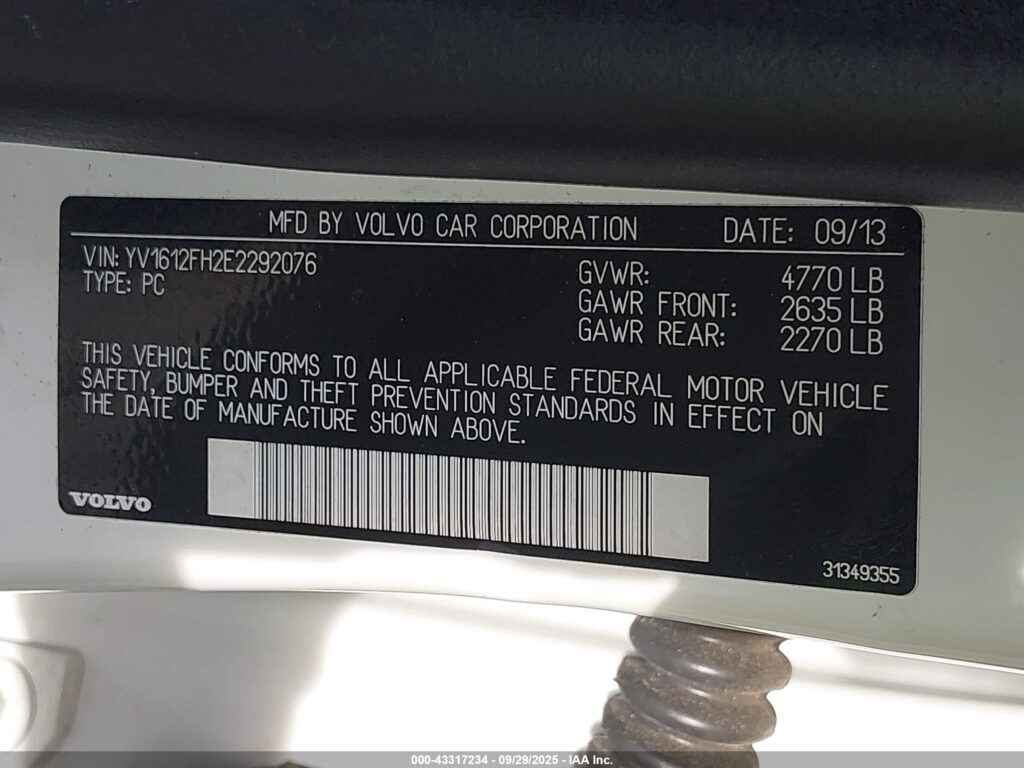 MFD BY VOLVO CAR CORPORATION DATE: 09/13
VIN: YV1612FH2E2292076
TYPE: PC
GVWR: 4770 LB
GAWR FRONT: 2635 LB
GAWR REAR: 2270 LB
THIS VEHICLE CONFORMS TO ALL APPLICABLE FEDERAL MOTOR VEHICLE
SAFETY, BUMPER AND THEFT PREVENTION STANDARDS IN EFFECT ON
THE DATE OF MANUFACTURE SHOWN ABOVE.
VOLVO
31349355
000-43317234 - 09/29/2025 - IAA Inc.